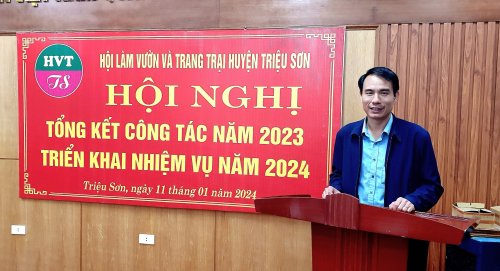 HVT
TS
HỘI LÀM VƯỜN VÀ TRANG TRẠI HUYỆN TRIỆU SƠN
HỘI NGHỊ
TỔNG KẾT CÔNG TÁC NĂM 2023
TRIỂN KHAI NHIỆM VỤ NĂM 2024
Triệu Sơn, ngày 11 tháng 01 năm 2024